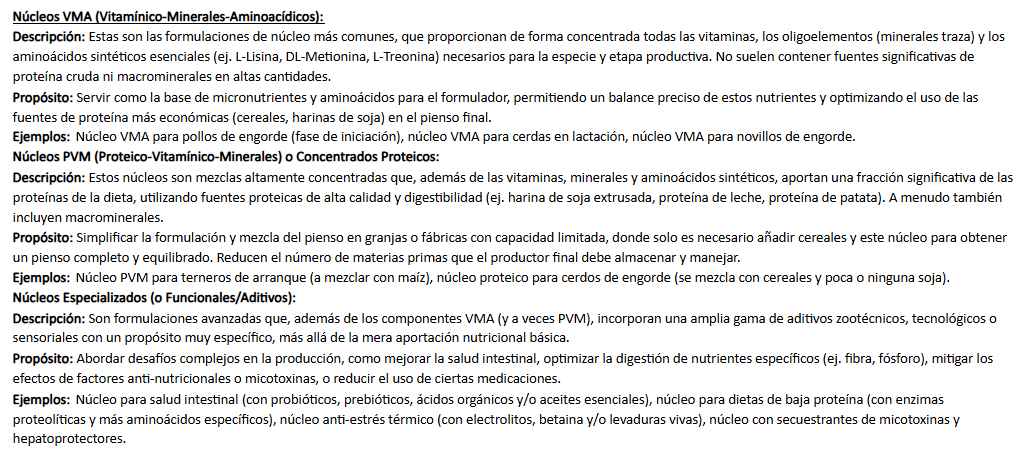 Núcleos VMA (Vitamínico-Minerales-Aminoacídicos):
Descripción: Estas son las formulaciones de núcleo más comunes, que proporcionan de forma concentrada todas las vitaminas, los oligoelementos (minerales traza) y los
aminoácidos sintéticos esenciales (ej. L-Lisina, DL-Metionina, L-Treonina) necesarios para la especie y etapa productiva. No suelen contener fuentes significativas de
proteína cruda ni macrominerales en altas cantidades.
Propósito: Servir como la base de micronutrientes y aminoácidos para el formulador, permitiendo un balance preciso de estos nutrientes y optimizando el uso de las
fuentes de proteína más económicas (cereales, harinas de soja) en el pienso final.
Ejemplos: Núcleo VMA para pollos de engorde (fase de iniciación), núcleo VMA para cerdas en lactación, núcleo VMA para novillos de engorde.
Núcleos PVM (Proteico-Vitamínico-Minerales) o Concentrados Proteicos:
Descripción: Estos núcleos son mezclas altamente concentradas que, además de las vitaminas, minerales y aminoácidos sintéticos, aportan una fracción significativa de las
proteínas de la dieta, utilizando fuentes proteicas de alta calidad y digestibilidad (ej. harina de soja extrusada, proteína de leche, proteína de patata). A menudo también
incluyen macrominerales.
Propósito: Simplificar la formulación y mezcla del pienso en granjas o fábricas con capacidad limitada, donde solo es necesario añadir cereales y este núcleo para obtener
un pienso completo y equilibrado. Reducen el número de materias primas que el productor final debe almacenar y manejar.
Ejemplos: Núcleo PVM para terneros de arranque (a mezclar con maíz), núcleo proteico para cerdos de engorde (se mezcla con cereales y poca o ninguna soja).
Núcleos Especializados (o Funcionales/Aditivos):
Descripción: Son formulaciones avanzadas que, además de los componentes VMA (y a veces PVM), incorporan una amplia gama de aditivos zootécnicos, tecnológicos o
sensoriales con un propósito muy específico, más allá de la mera aportación nutricional básica.
Propósito: Abordar desafíos complejos en la producción, como mejorar la salud intestinal, optimizar la digestión de nutrientes específicos (ej. fibra, fósforo), mitigar los
efectos de factores anti-nutricionales o micotoxinas, o reducir el uso de ciertas medicaciones.
Ejemplos: Núcleo para salud intestinal (con probióticos, prebióticos, ácidos orgánicos y/o aceites esenciales), núcleo para dietas de baja proteína (con enzimas
proteolíticas y más aminoácidos específicos), núcleo anti-estrés térmico (con electrolitos, betaina y/o levaduras vivas), núcleo con secuestrantes de micotoxinas y
hepatoprotectores.